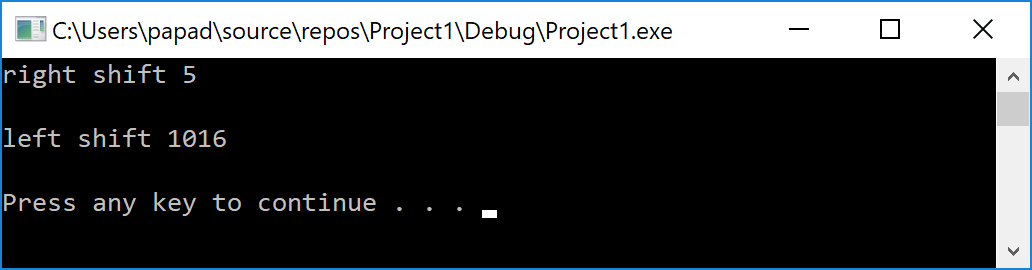 C:\Users\papad\source\repos\Project1\Debug\Project1.exe
right shift 5
left shift 1016
Press any key to continue . . .